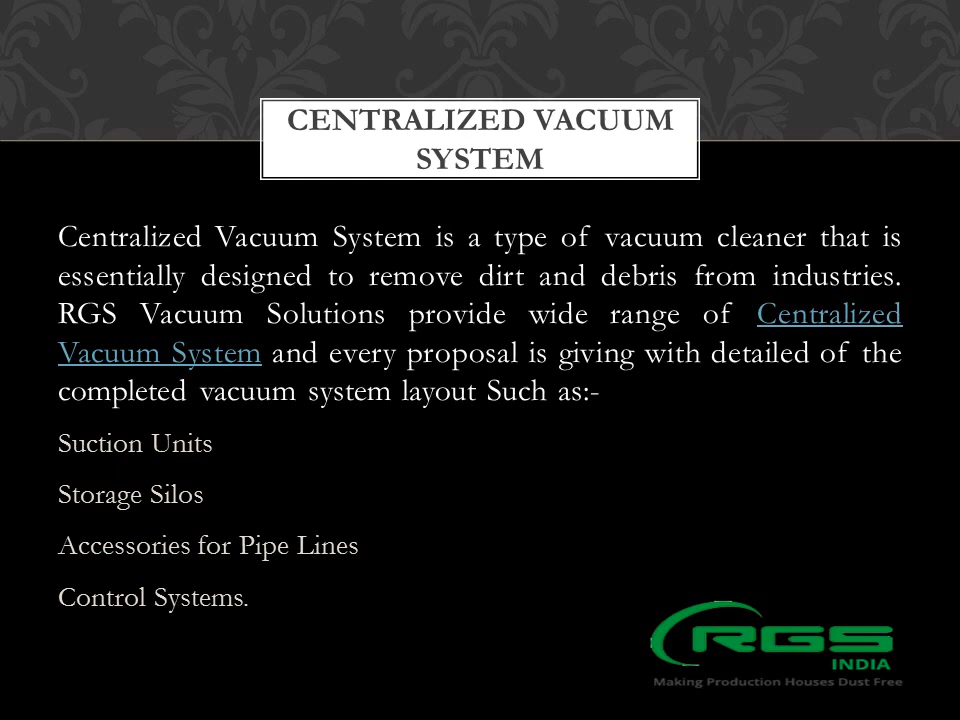 CENTRALIZED VACUUM
SYSTEM
Centralized Vacuum System is a type of vacuum cleaner that is
essentially designed to remove dirt and debris from industries.
RGS Vacuum Solutions provide wide range of Centralized
Vacuum System and every proposal is giving with detailed of the
completed vacuum system layout Such as:-
Suction Units
Storage Silos
Accessories for Pipe Lines
Control Systems.
RGS
INDIA
Making Production Houses Dust Free